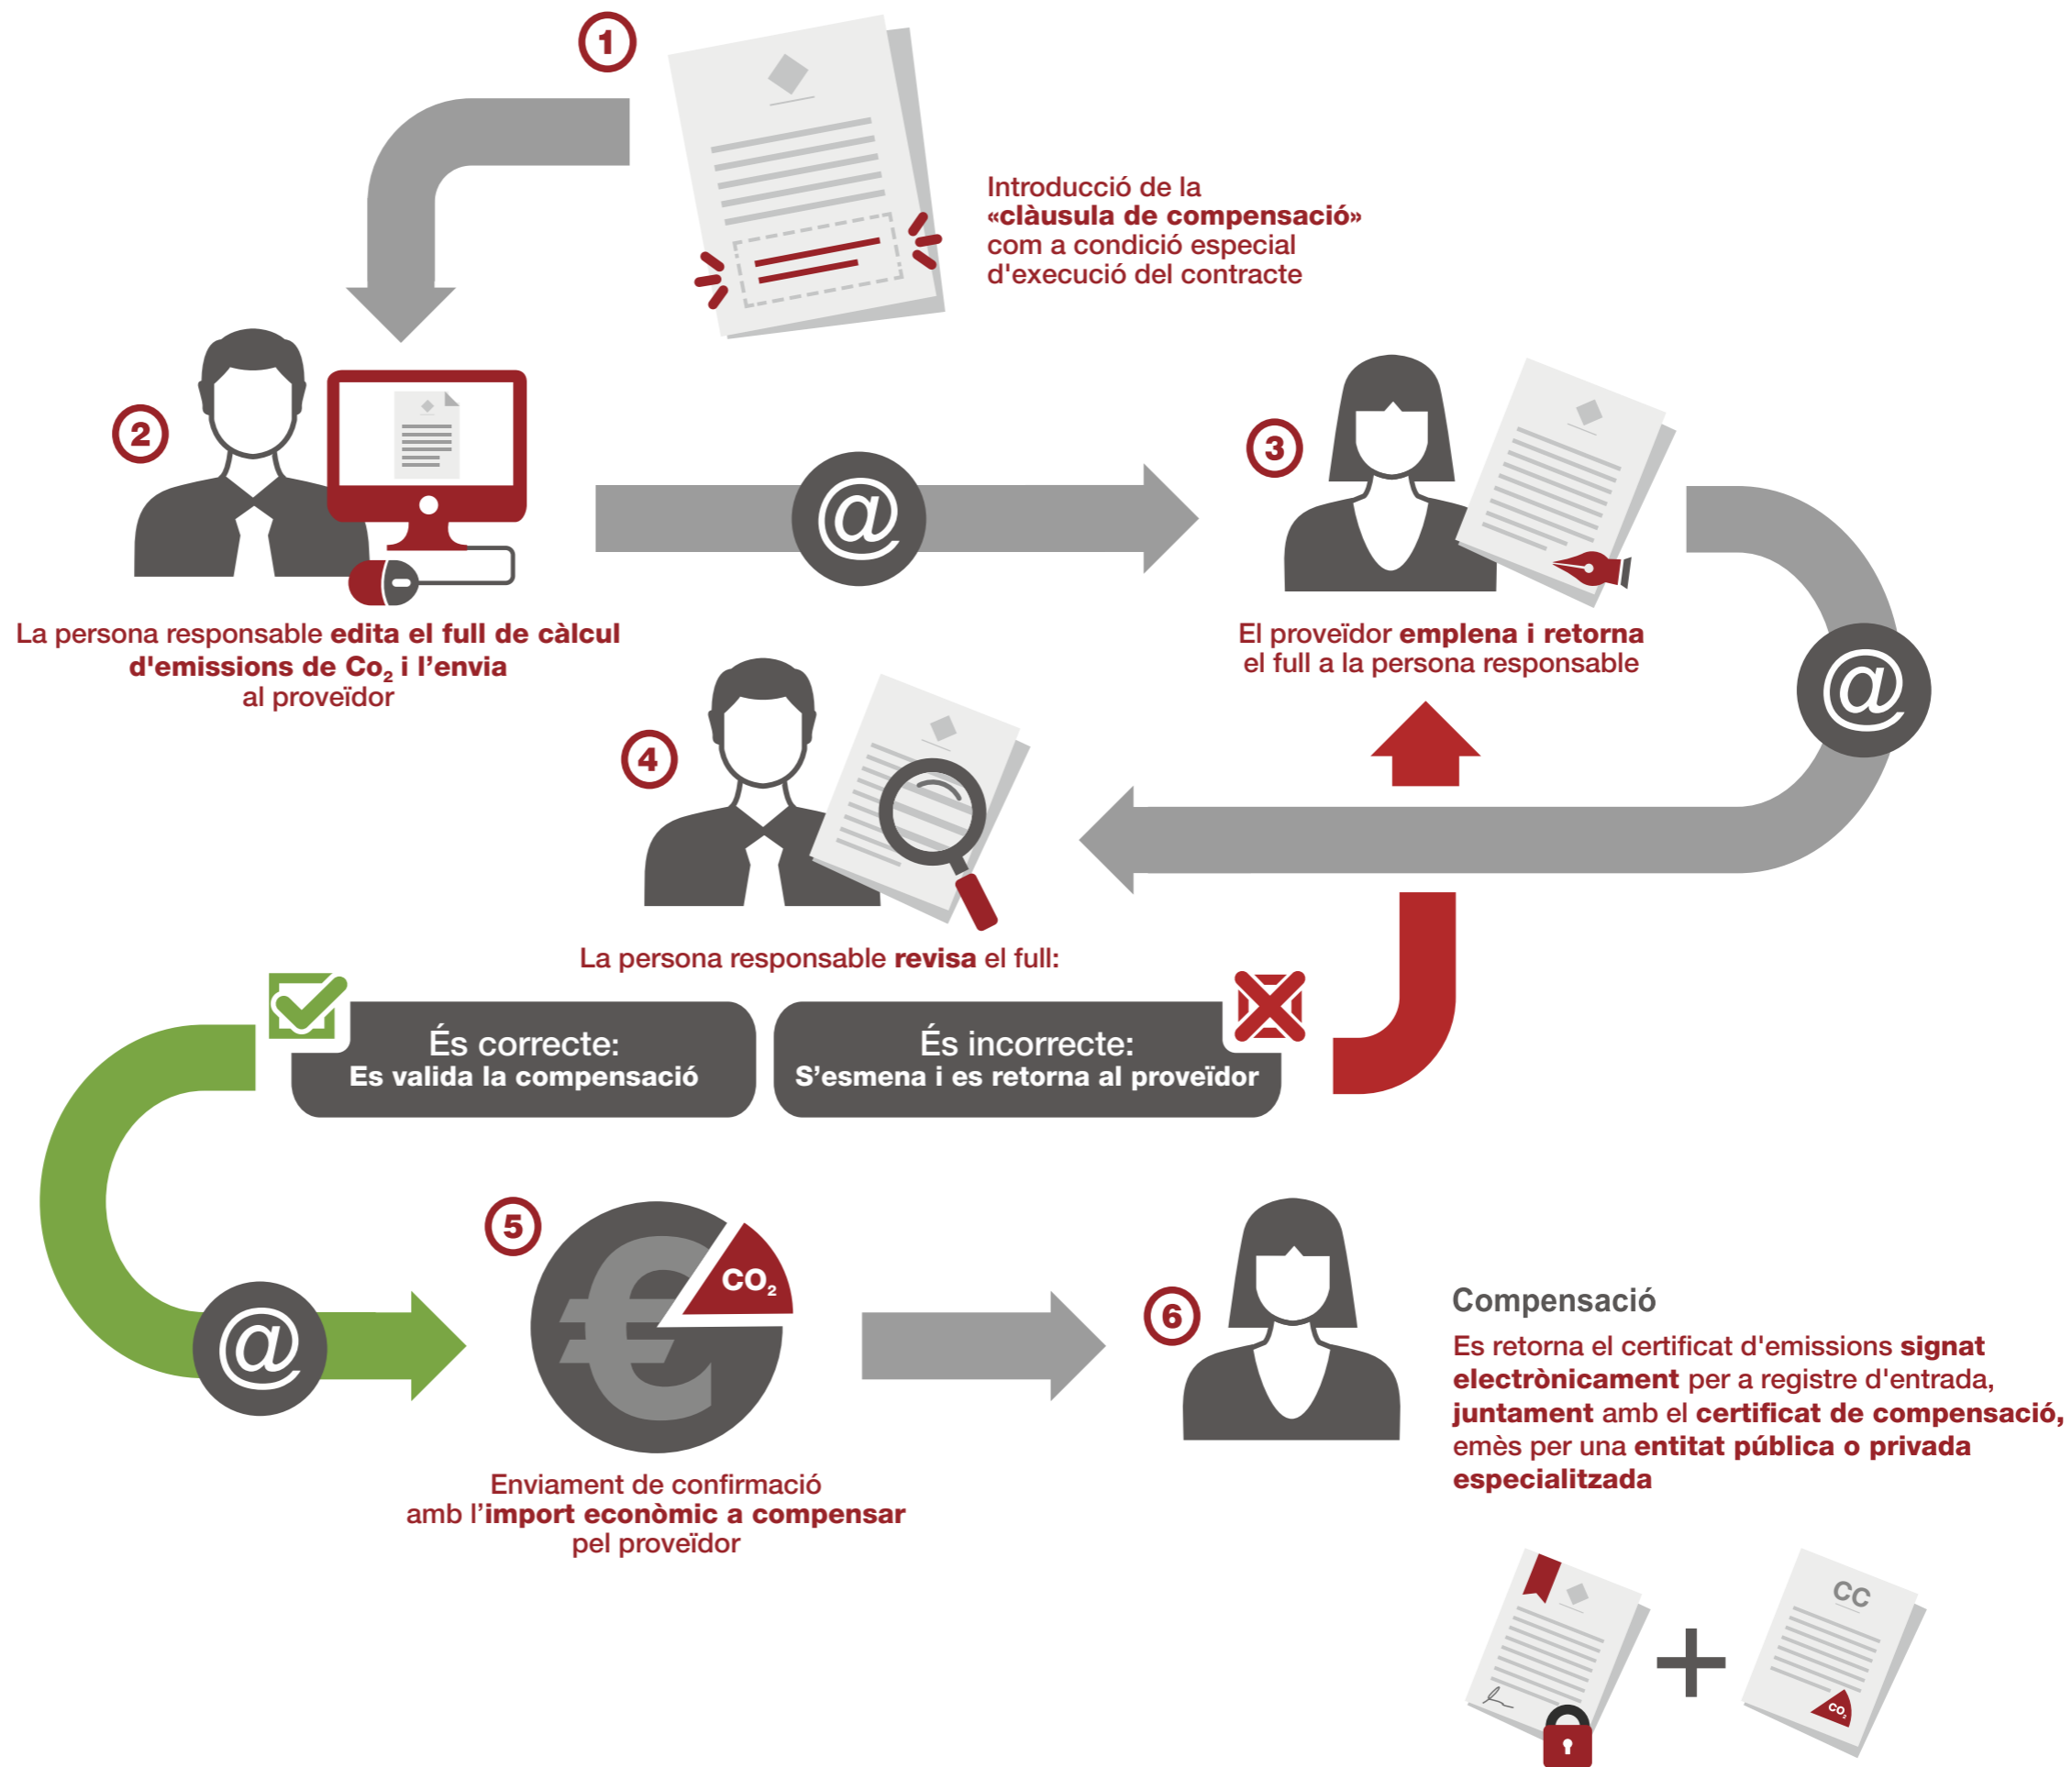 1
Introducció de la
«clàusula de compensació»
com a condició especial
d'execució del contracte
2
La persona responsable edita el full de càlcul
d'emissions de Co₂ i l’envia
al proveïdor
@
3
El proveïdor emplena i retorna
el full a la persona responsable
@
4
La persona responsable revisa el full:
És correcte:
Es valida la compensació
És incorrecte:
S’esmena i es retorna al proveïdor
@
5
€
CO₂
Enviament de confirmació
amb l’import econòmic a compensar
pel proveïdor
6
Compensació
Es retorna el certificat d'emissions signat
electrònicament per a registre d'entrada,
juntament amb el certificat de compensació,
emès per una entitat pública o privada
especialitzada
+
CC
CO₂